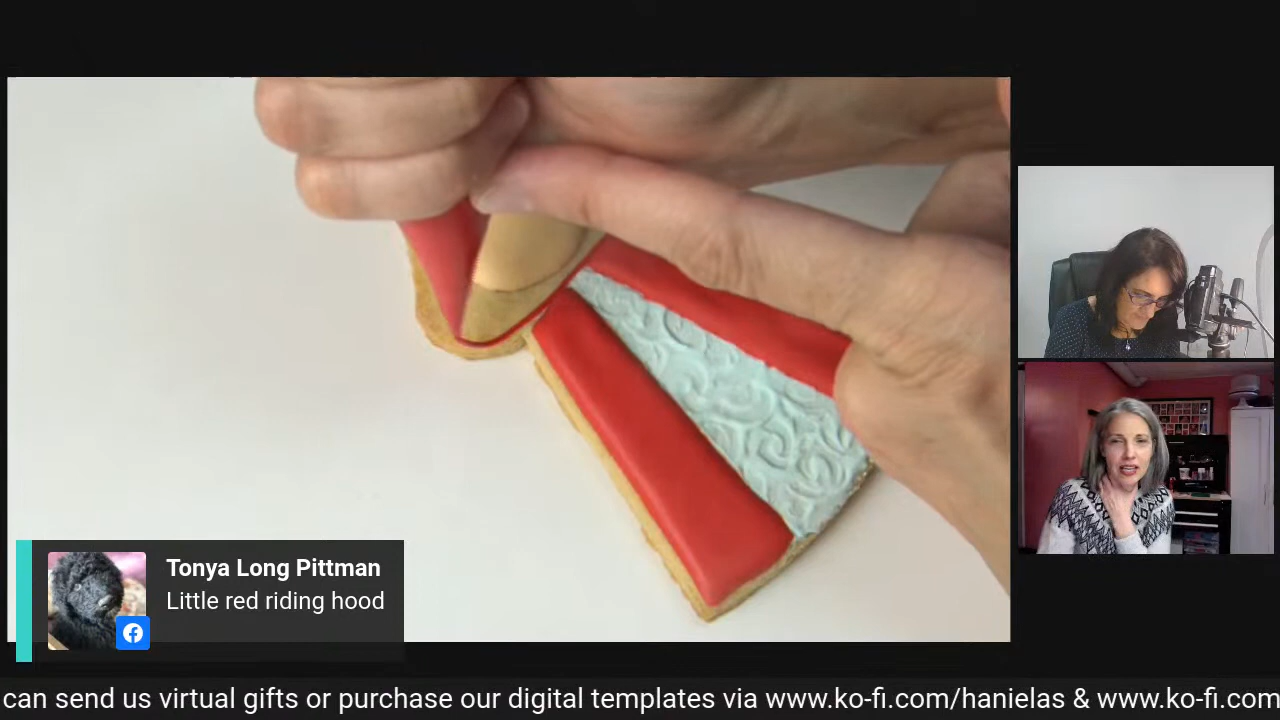 Tonya Long Pittman
Little red riding hood
can send us virtual gifts or purchase our digital templates via www.ko-fi.com/hanielas & www.ko-fi.com